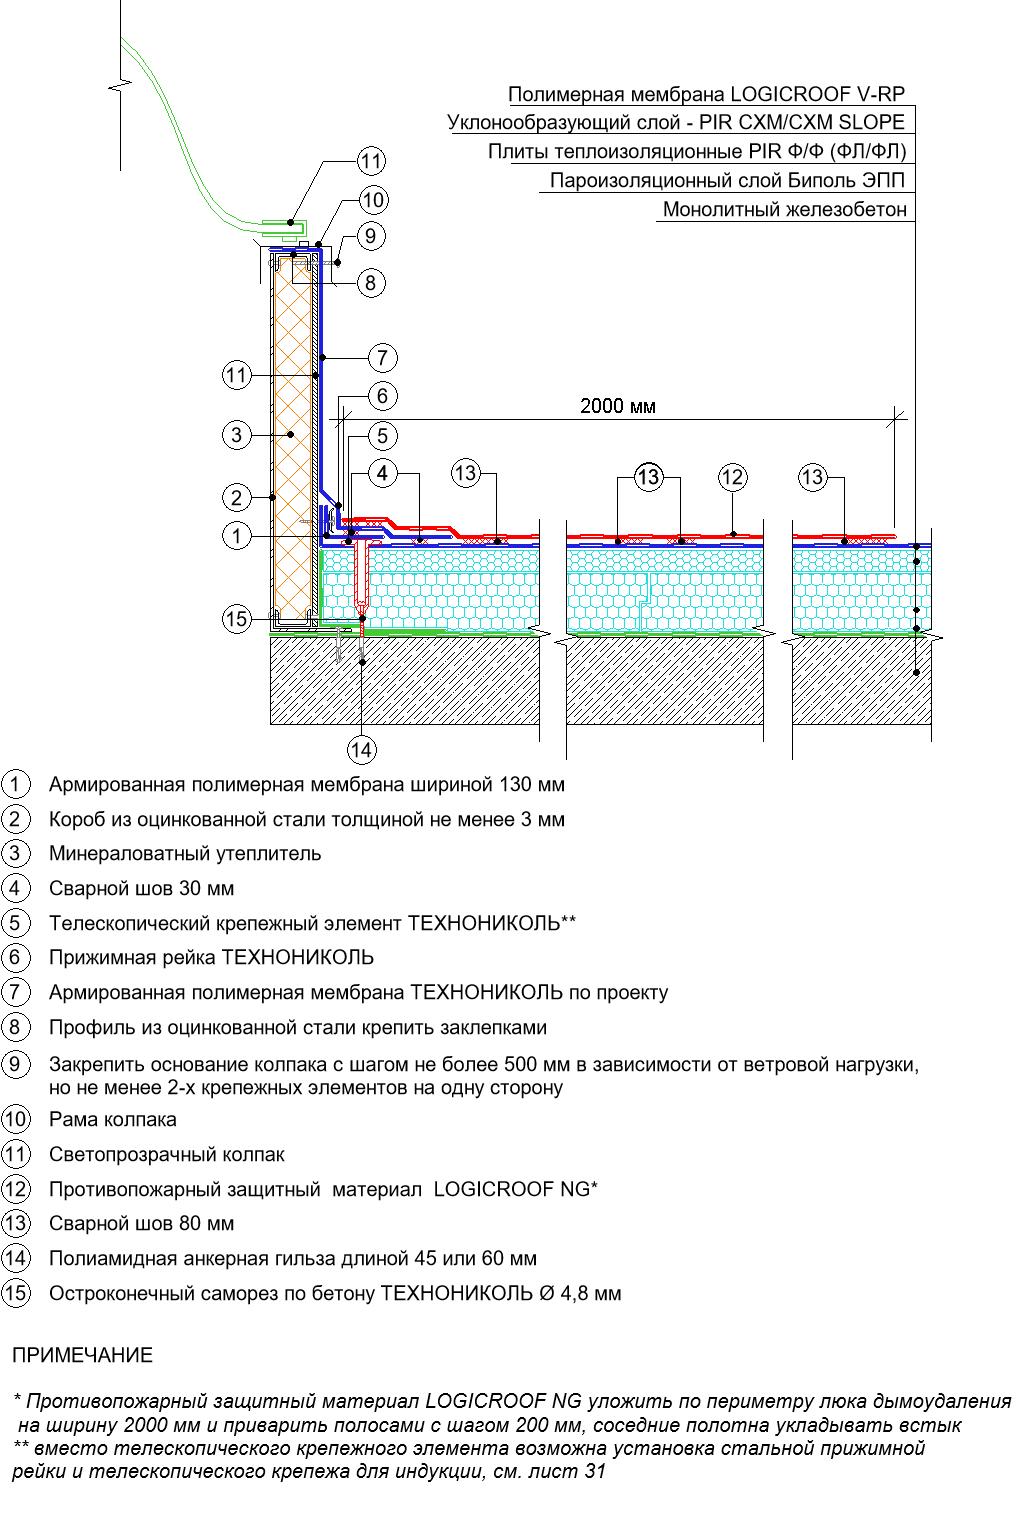 Полимерная мембрана LOGICROOF V-RP
Уклонообразующий слой - PIR СХМ/СХМ SLOPE
Плиты теплоизоляционные PIR Ф/Ф (ФЛ/ФЛ)
Пароизоляционный слой Биполь ЭПП
Монолитный железобетон
11
10
9
8
7
11
6
2000 мм
5
3
4
13
13
12
13
2
1
15
14
1 Армированная полимерная мембрана шириной 130 мм
2 Короб из оцинкованной стали толщиной не менее 3 мм
3 Минераловатный утеплитель
4 Сварной шов 30 мм
5 Телескопический крепежный элемент ТЕХНОНИКОЛЬ**
6 Прижимная рейка ТЕХНОНИКОЛЬ
7 Армированная полимерная мембрана ТЕХНОНИКОЛЬ по проекту
8 Профиль из оцинкованной стали крепить заклепками
9 Закрепить основание колпака с шагом не более 500 мм в зависимости от ветровой нагрузки,
но не менее 2-х крепежных элементов на одну сторону
10 Рама колпака
11 Светопрозрачный колпак
12 Противопожарный защитный материал LOGICROOF NG*
13 Сварной шов 80 мм
14 Полиамидная анкерная гильза длиной 45 или 60 мм
15 Остроконечный саморез по бетону ТЕХНОНИКОЛЬ Ø 4,8 мм
ПРИМЕЧАНИЕ
* Противопожарный защитный материал LOGICROOF NG уложить по периметру люка дымоудаления
на ширину 2000 мм и приварить полосами с шагом 200 мм, соседние полотна укладывать встык
** вместо телескопического крепежного элемента возможна установка стальной прижимной
рейки и телескопического крепежа для индукции, см. лист 31